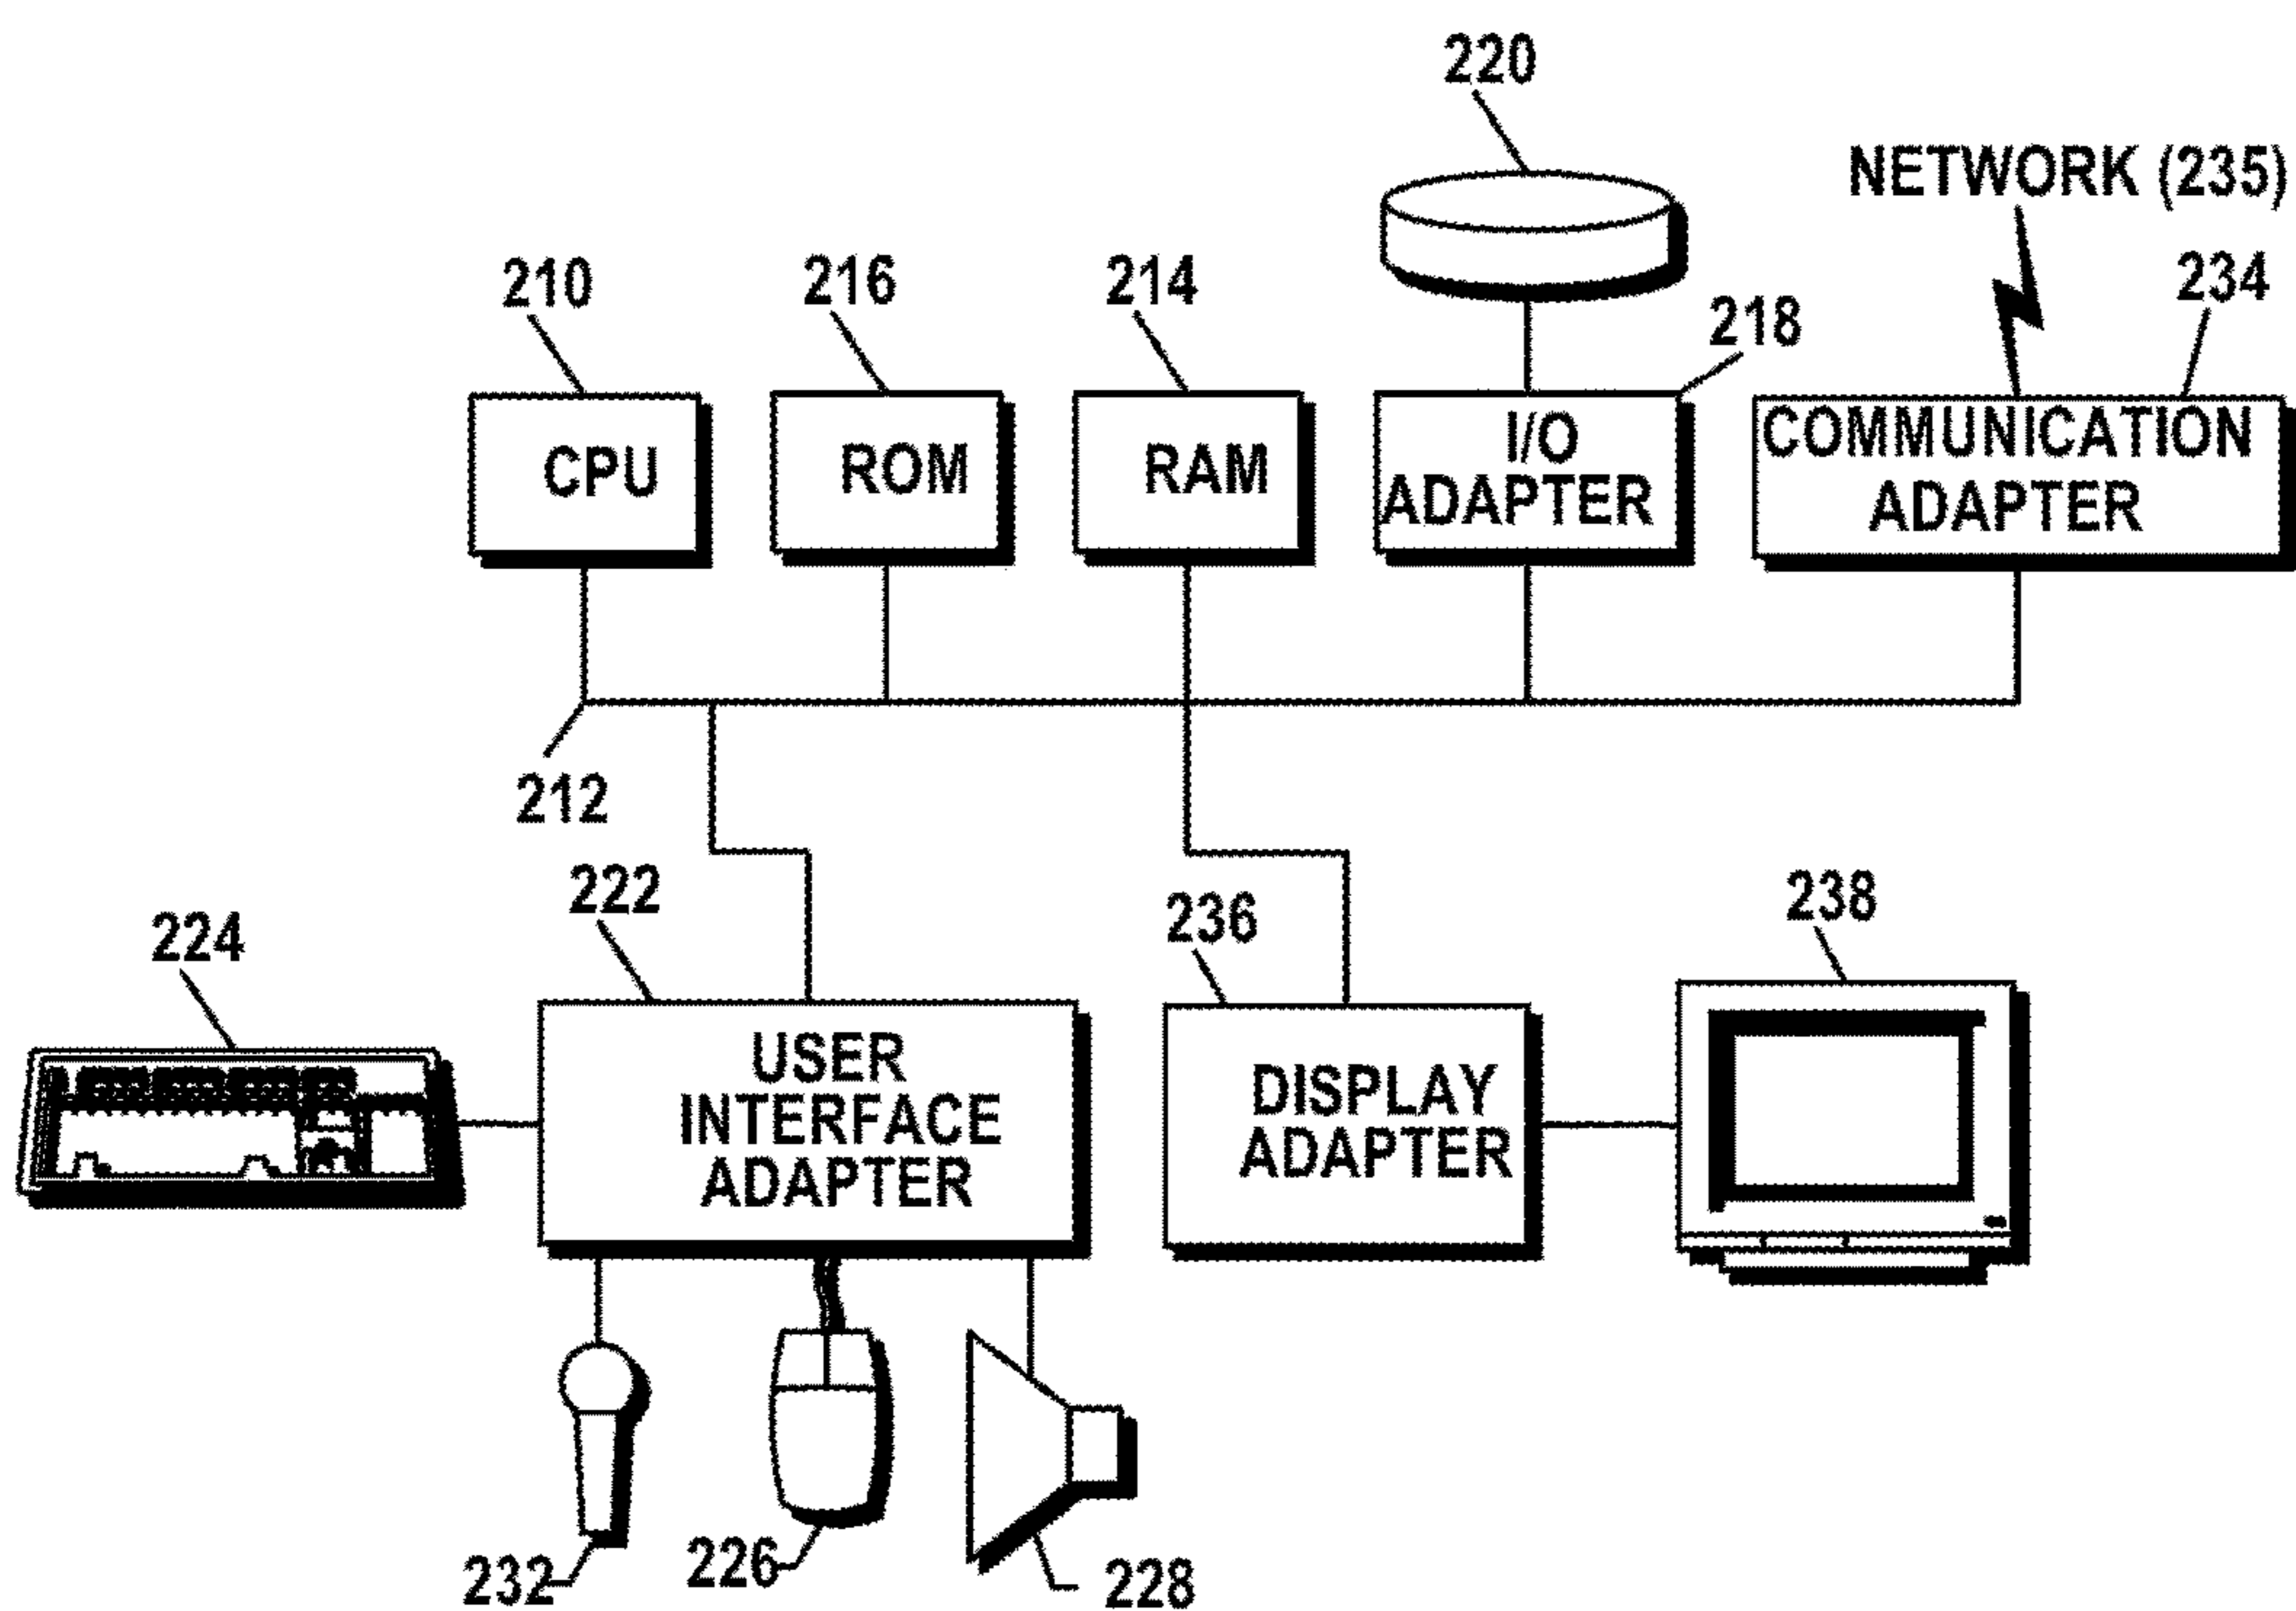 220
NETWORK (235)
210
216
214
218
234
CPU
ROM
RAM
I/O
ADAPTER
COMMUNICATION
ADAPTER
212
222
224
236
238
USER
INTERFACE
ADAPTER
DISPLAY
ADAPTER
232
226
228